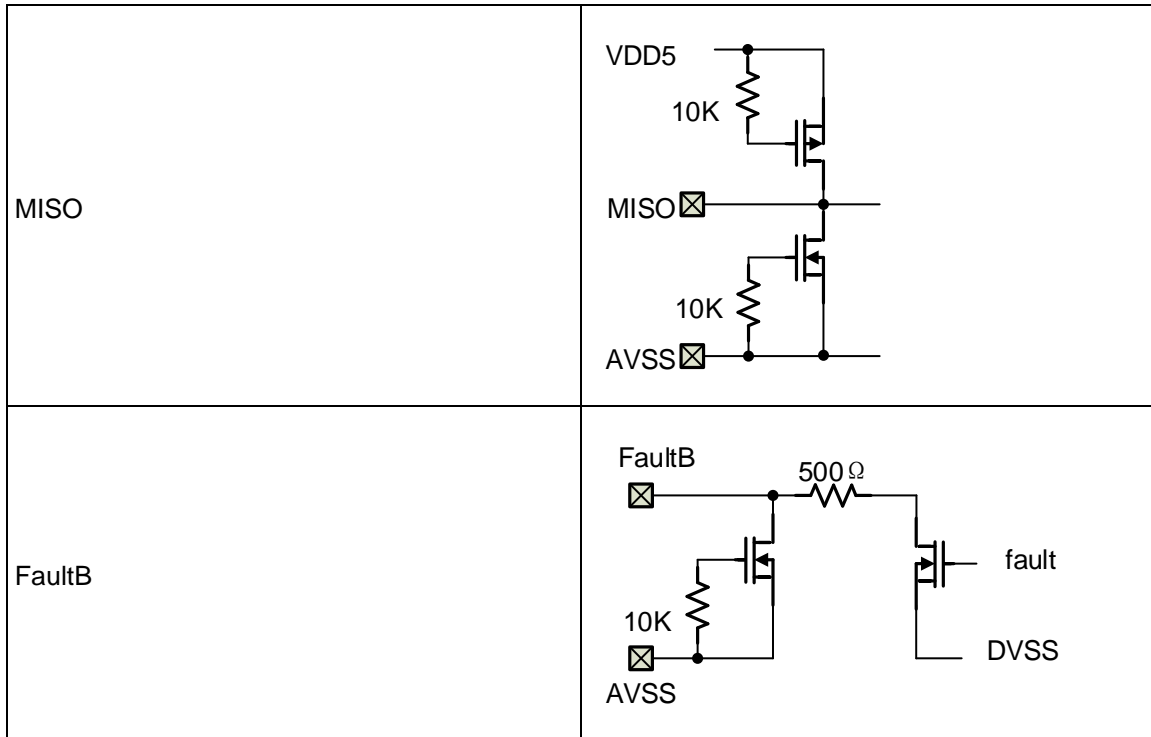 MISO
VDD5
10K
MISO
10K
AVSS
FaultB
FaultB
500Ω
fault
10K
DVSS
AVSS